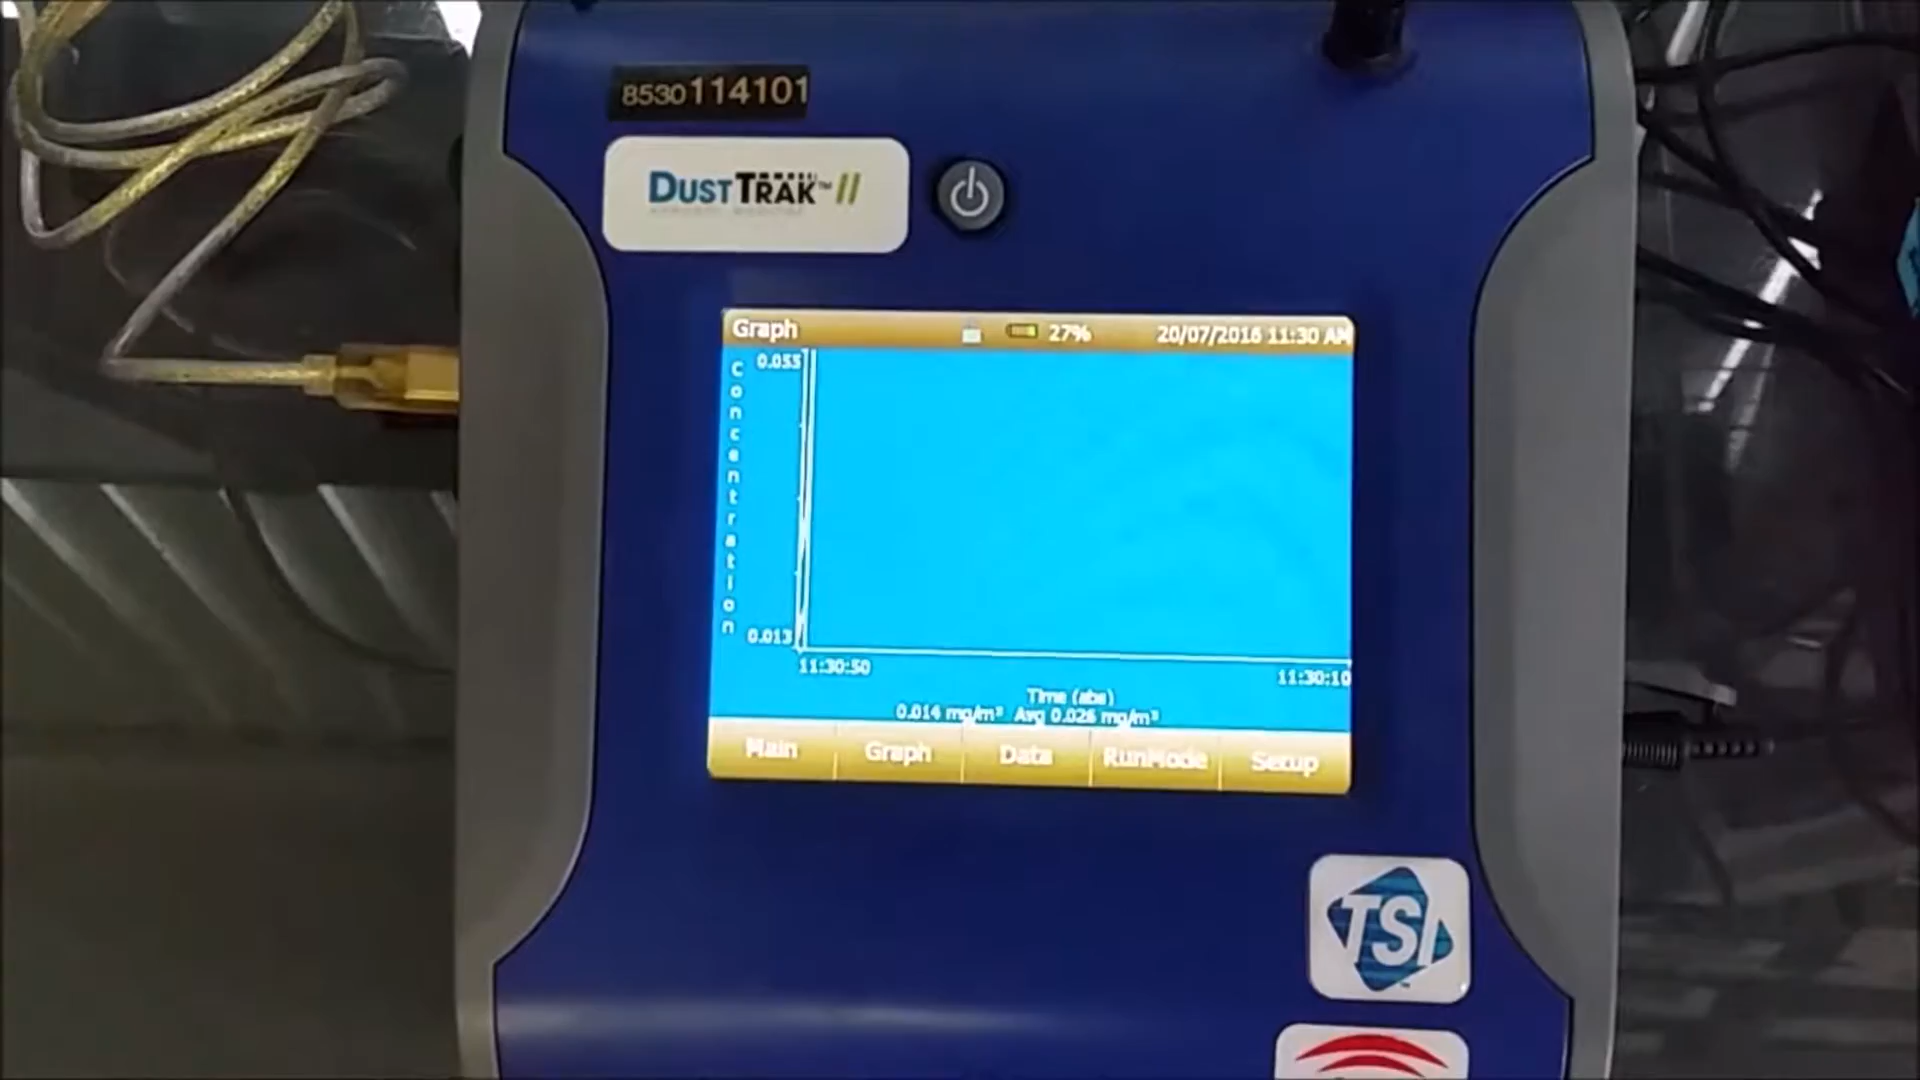 8530114101
DUSTTRAK™ II
Graph 27% 20/07/2016 11:30 AM
Concentration
0.055
0.013
11:30:50 11:30:10
Time (abs)
0.014 mg/m³ Avg 0.026 mg/m³
Main Graph Data RunMode Setup
TSI